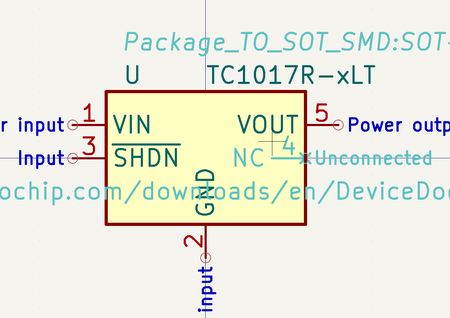 Package_TO_SOT_SMD:SOT-
U TC1017R-xLT
r input 1 VIN VOUT 5 Power outp
Input 3 SHDN NC 4 Unconnected
ochip.com/downloads/en/DeviceDoc
GND
2
input